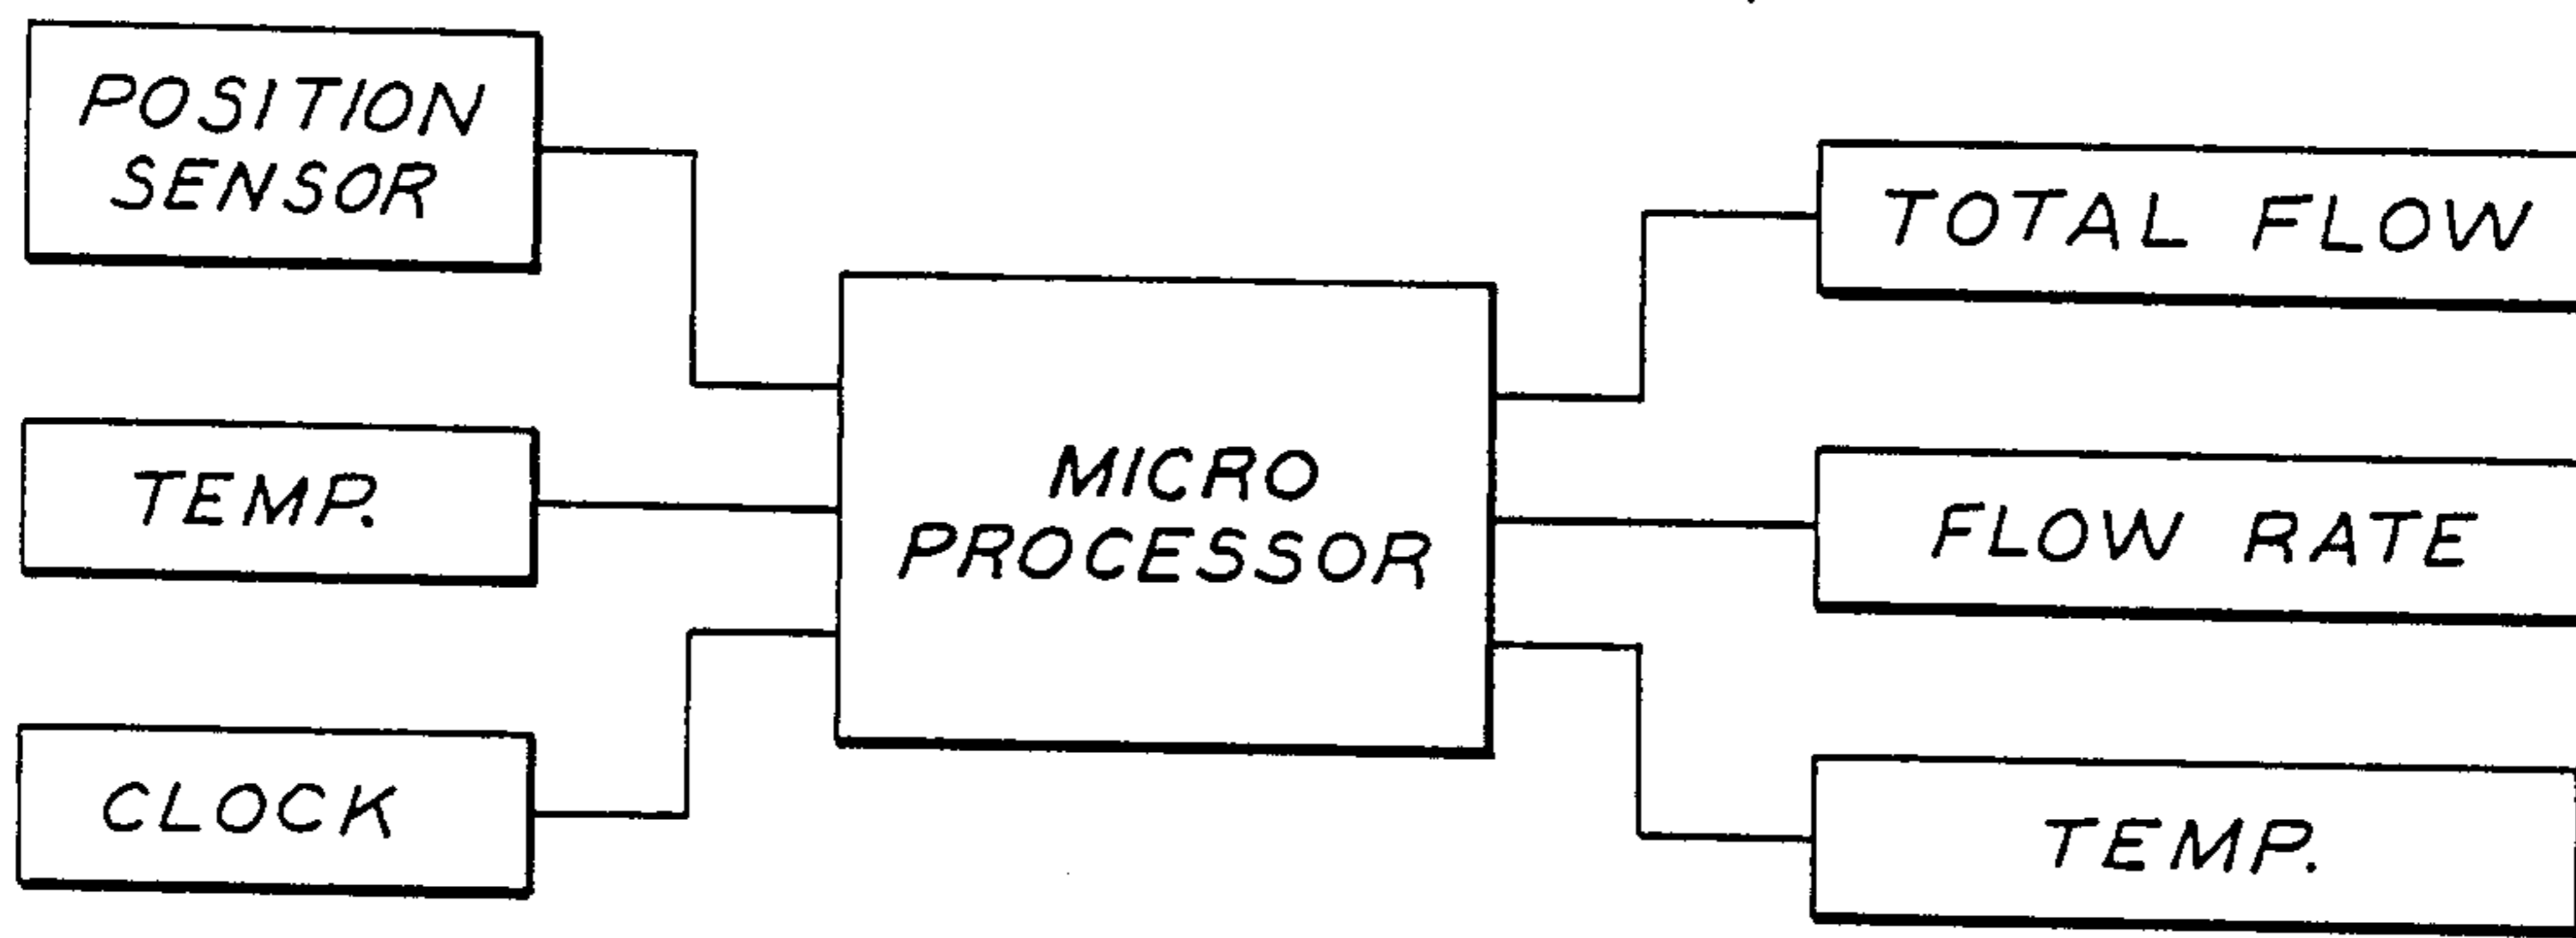 POSITION
SENSOR
TEMP.
CLOCK
MICRO
PROCESSOR
TOTAL FLOW
FLOW RATE
TEMP.